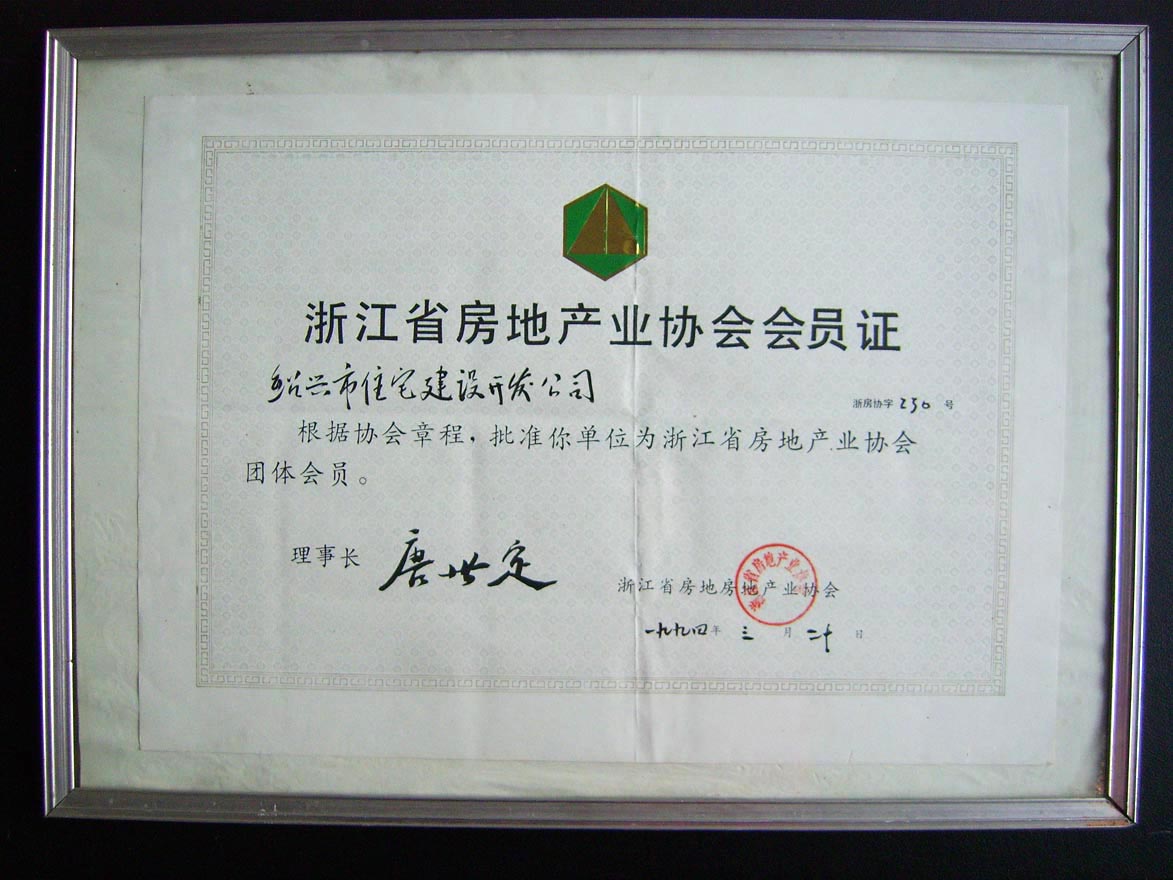 浙江省房地产业协会会员证
绍兴市住宅建设开发公司
浙房协字 230 号
根据协会章程，批准你单位为浙江省房地产业协会
团体会员。
理事长 唐世定
浙江省房地房地产业协会
一九九四年 三 月 二十 日